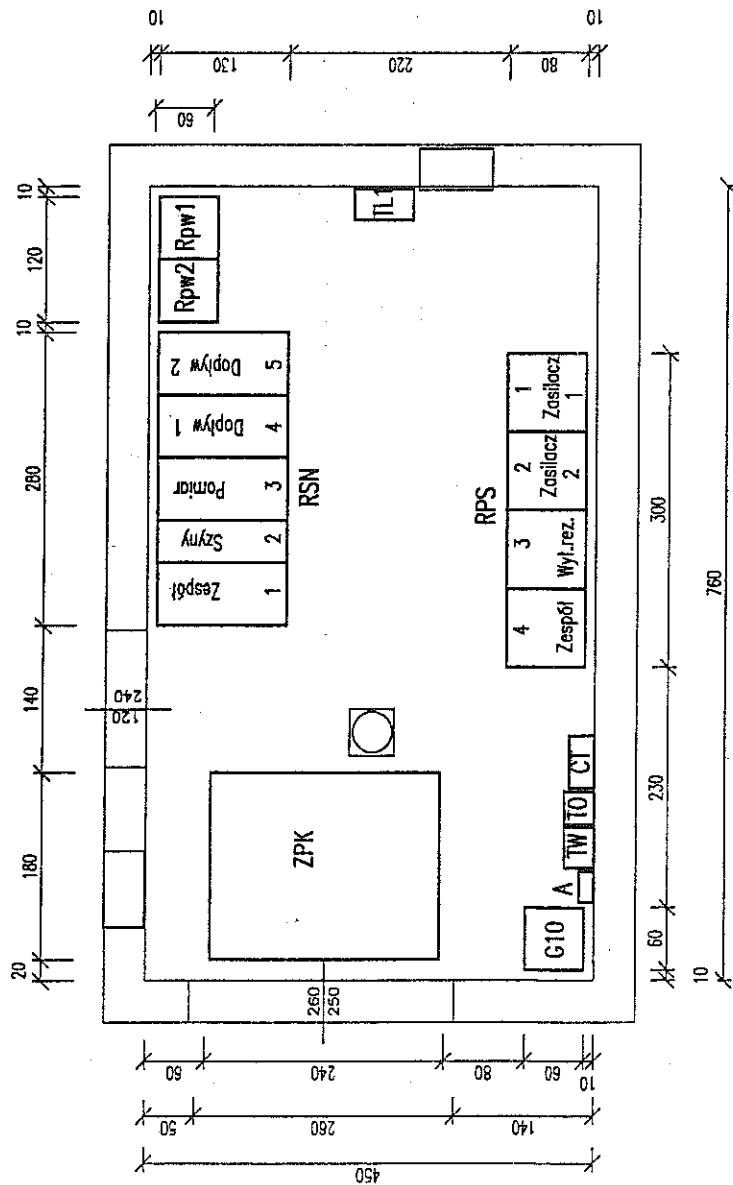 10
130
220
80
10
60
10
120
10
280
140
180
20
Rpw1
Rpw2
TL1
Dopływ 2
5
Dopływ 1
4
Pomiar
3
Szyny
2
Zespół
1
RSN
RPS
1
Zasilacz
1
2
Zasilacz
2
3
Wył.rez.
4
Zespół
240
120
ZPK
CT
TO
TW
A
G10
260
250
300
230
60
10
760
60
240
80
60
10
50
260
140
450